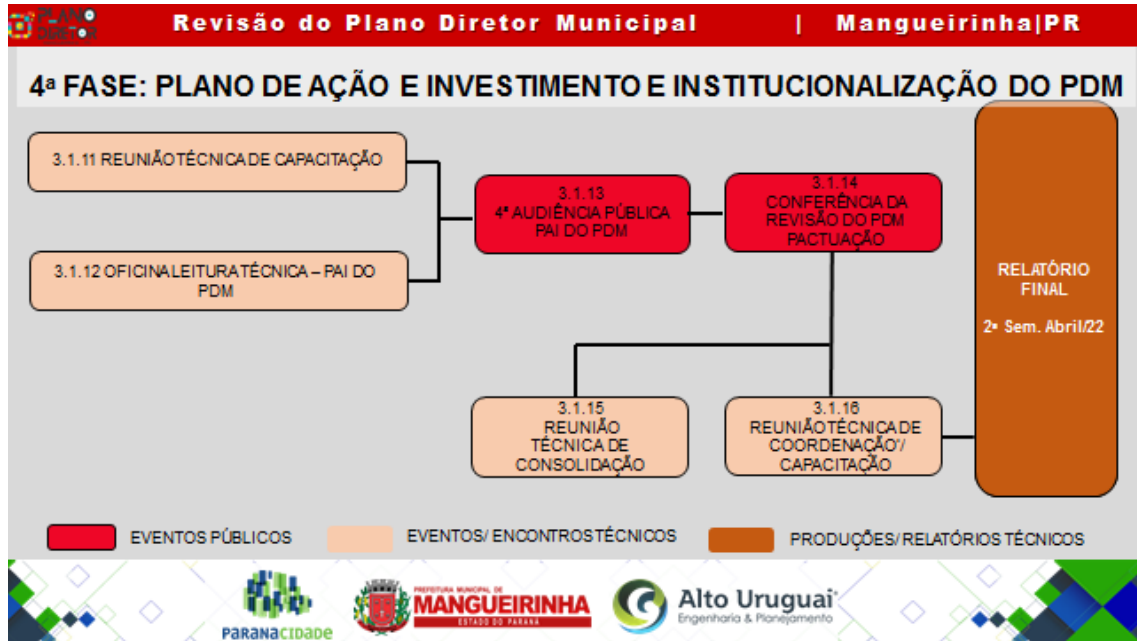 PLANO
DIRETOR
Revisão do Plano Diretor Municipal | Mangueirinha|PR
4ª FASE: PLANO DE AÇÃO E INVESTIMENTO E INSTITUCIONALIZAÇÃO DO PDM
3.1.11 REUNIÃO TÉCNICA DE CAPACITAÇÃO
3.1.12 OFICINA LEITURA TÉCNICA – PAI DO
PDM
3.1.13
4ª AUDIÊNCIA PÚBLICA
PAI DO PDM
3.1.14
CONFERÊNCIA DA
REVISÃO DO PDM
PACTUAÇÃO
RELATÓRIO
FINAL
2ª Sem. Abril/22
3.1.15
REUNIÃO
TÉCNICA DE
CONSOLIDAÇÃO
3.1.16
REUNIÃO TÉCNICA DE
COORDENAÇÃO'/
CAPACITAÇÃO
EVENTOS PÚBLICOS
EVENTOS/ ENCONTROS TÉCNICOS
PRODUÇÕES/ RELATÓRIOS TÉCNICOS
PARANACIDADE
PREFEITURA MUNICIPAL DE
MANGUEIRINHA
ESTADO DO PARANÁ
Alto Uruguai
Engenharia & Planejamento